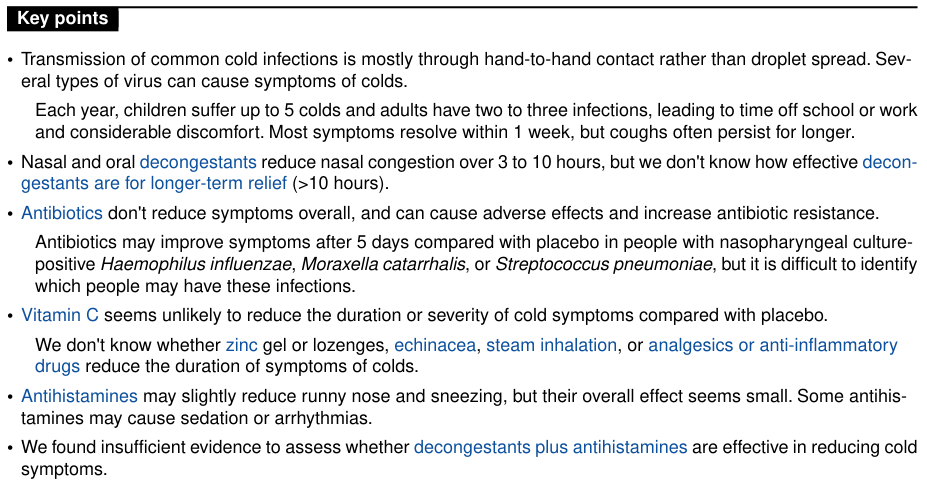 Key points
• Transmission of common cold infections is mostly through hand-to-hand contact rather than droplet spread. Sev-
eral types of virus can cause symptoms of colds.
Each year, children suffer up to 5 colds and adults have two to three infections, leading to time off school or work
and considerable discomfort. Most symptoms resolve within 1 week, but coughs often persist for longer.
• Nasal and oral decongestants reduce nasal congestion over 3 to 10 hours, but we don't know how effective decon-
gestants are for longer-term relief (>10 hours).
• Antibiotics don't reduce symptoms overall, and can cause adverse effects and increase antibiotic resistance.
Antibiotics may improve symptoms after 5 days compared with placebo in people with nasopharyngeal culture-
positive Haemophilus influenzae, Moraxella catarrhalis, or Streptococcus pneumoniae, but it is difficult to identify
which people may have these infections.
• Vitamin C seems unlikely to reduce the duration or severity of cold symptoms compared with placebo.
We don't know whether zinc gel or lozenges, echinacea, steam inhalation, or analgesics or anti-inflammatory
drugs reduce the duration of symptoms of colds.
• Antihistamines may slightly reduce runny nose and sneezing, but their overall effect seems small. Some antihis-
tamines may cause sedation or arrhythmias.
• We found insufficient evidence to assess whether decongestants plus antihistamines are effective in reducing cold
symptoms.